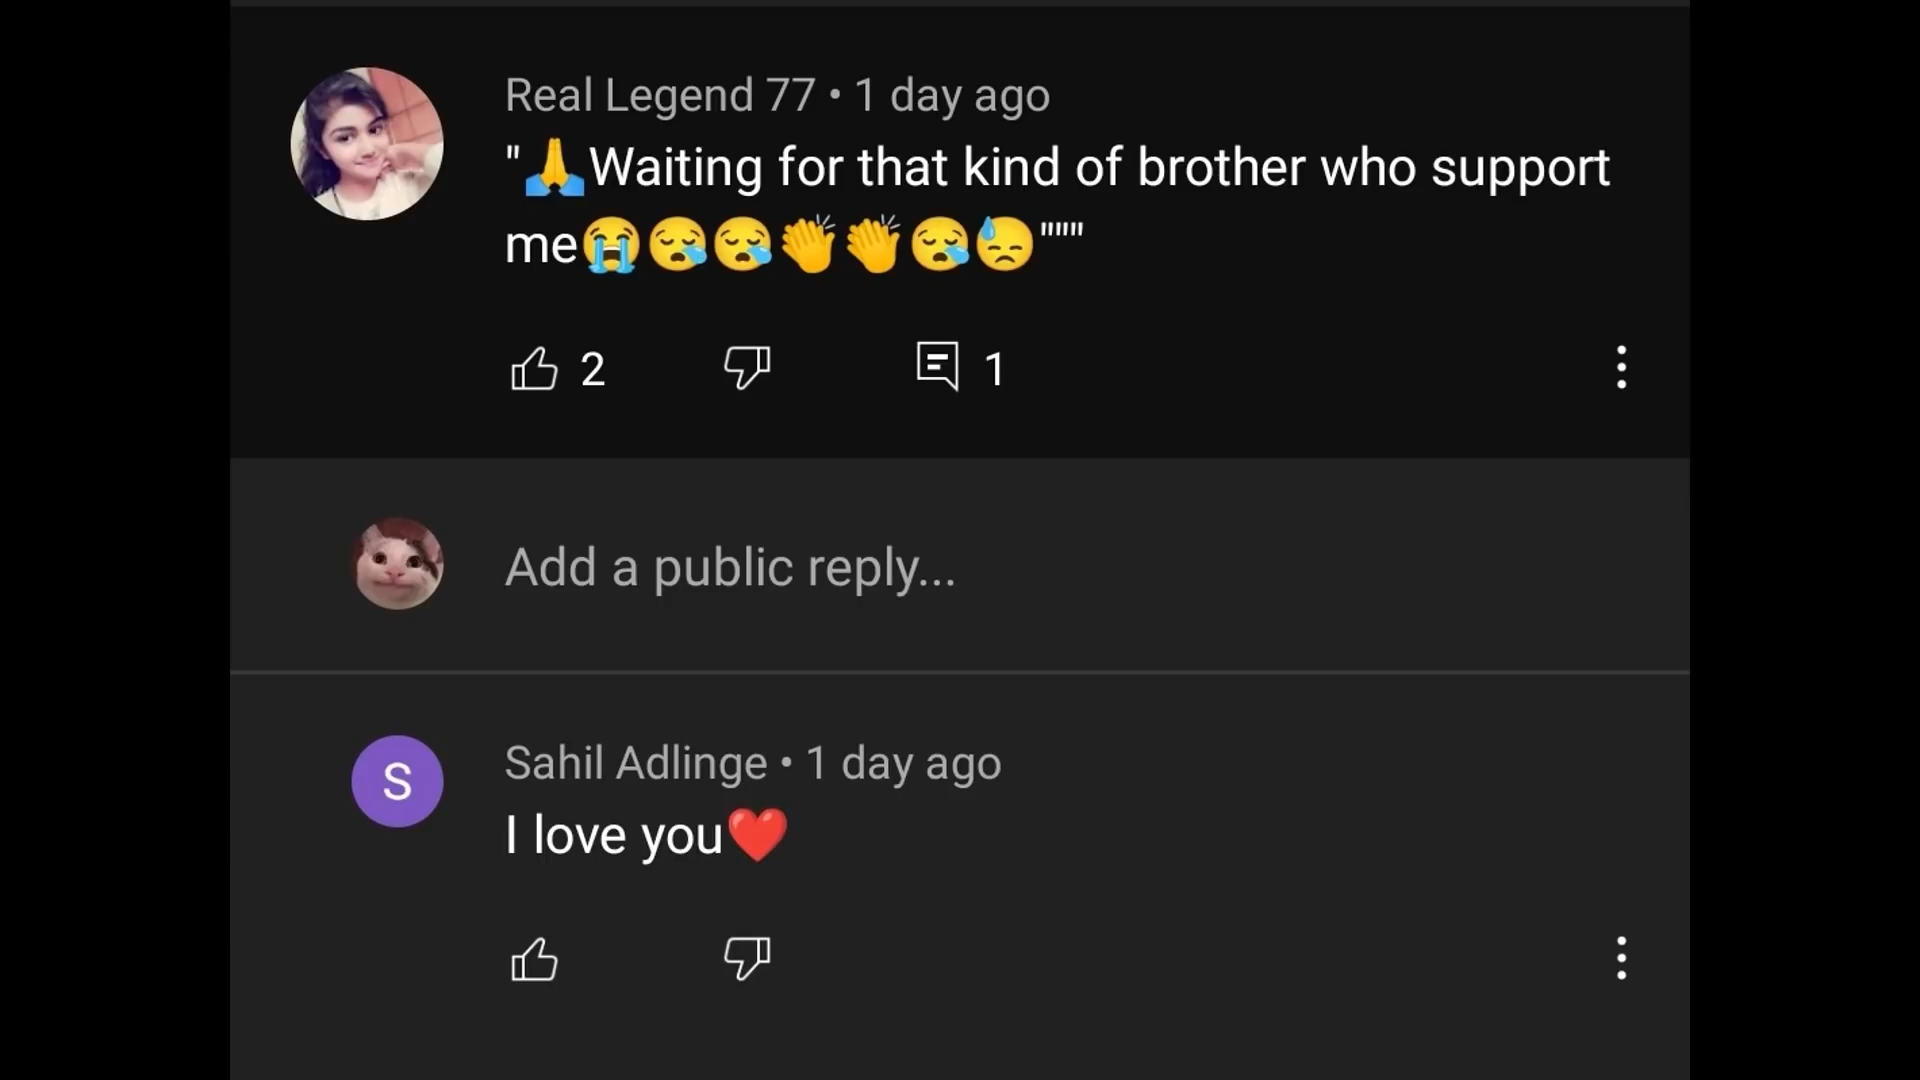 Real Legend 77 • 1 day ago
"🙏Waiting for that kind of brother who support
me😭😪😪👏👏😪😓"""
2 1
Add a public reply...
S
Sahil Adlinge • 1 day ago
I love you❤️